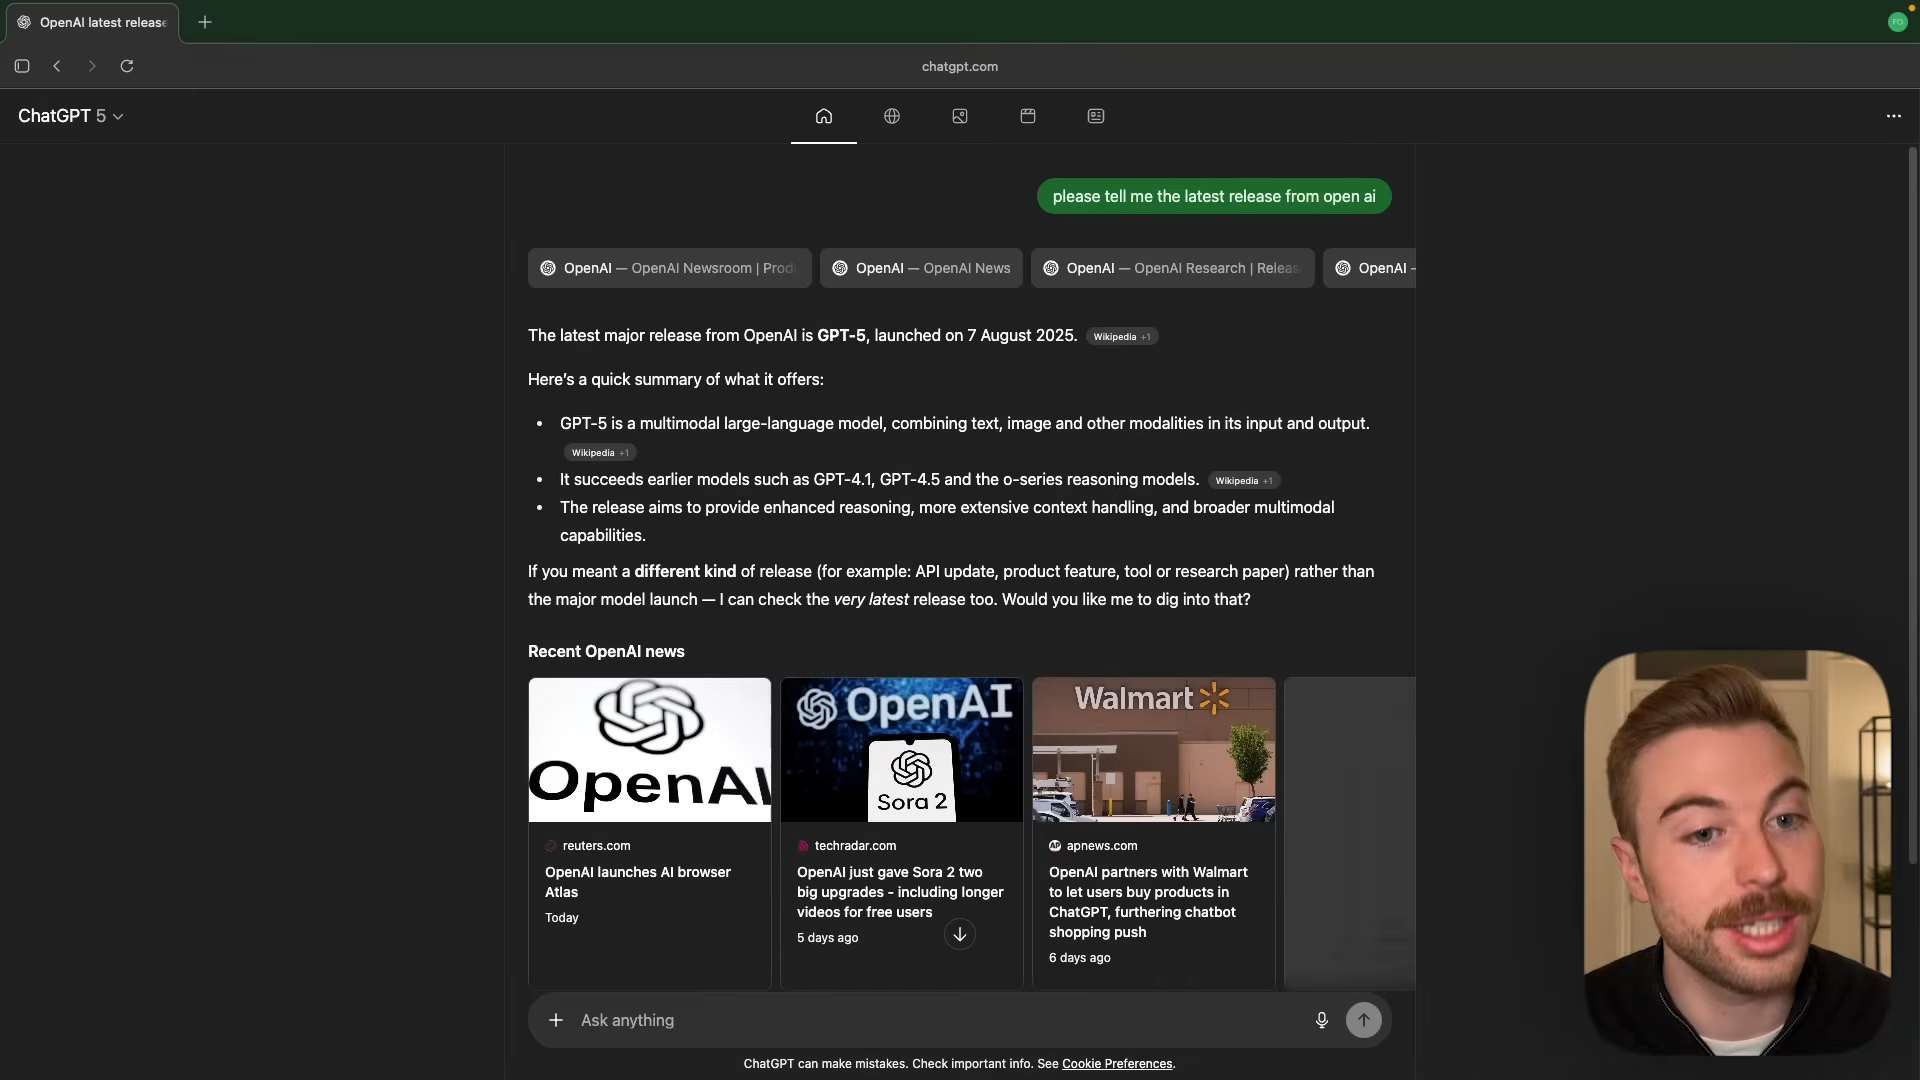 OpenAI latest release
FO
chatgpt.com
ChatGPT 5
please tell me the latest release from open ai
OpenAI — OpenAI Newsroom | Prod
OpenAI — OpenAI News
OpenAI — OpenAI Research | Releas
OpenAI -
The latest major release from OpenAI is GPT-5, launched on 7 August 2025. Wikipedia +1
Here's a quick summary of what it offers:
• GPT-5 is a multimodal large-language model, combining text, image and other modalities in its input and output.
Wikipedia +1
• It succeeds earlier models such as GPT-4.1, GPT-4.5 and the o-series reasoning models. Wikipedia +1
• The release aims to provide enhanced reasoning, more extensive context handling, and broader multimodal
capabilities.
If you meant a different kind of release (for example: API update, product feature, tool or research paper) rather than
the major model launch — I can check the very latest release too. Would you like me to dig into that?
Recent OpenAI news
OpenAI
reuters.com
OpenAI launches AI browser
Atlas
Today
OpenAI
Sora 2
techradar.com
OpenAI just gave Sora 2 two
big upgrades - including longer
videos for free users
5 days ago
Walmart
AP
apnews.com
OpenAI partners with Walmart
to let users buy products in
ChatGPT, furthering chatbot
shopping push
6 days ago
Ask anything
ChatGPT can make mistakes. Check important info. See Cookie Preferences.